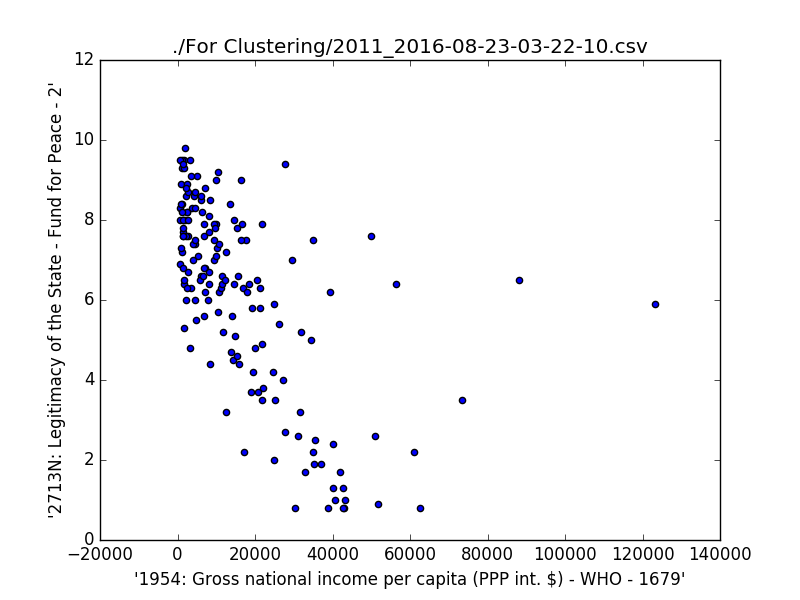 ./For Clustering/2011_2016-08-23-03-22-10.csv
12
10
8
6
4
2
0
'2713N: Legitimacy of the State - Fund for Peace - 2'
−20000 0 20000 40000 60000 80000 100000 120000 140000
'1954: Gross national income per capita (PPP int. $) - WHO - 1679'